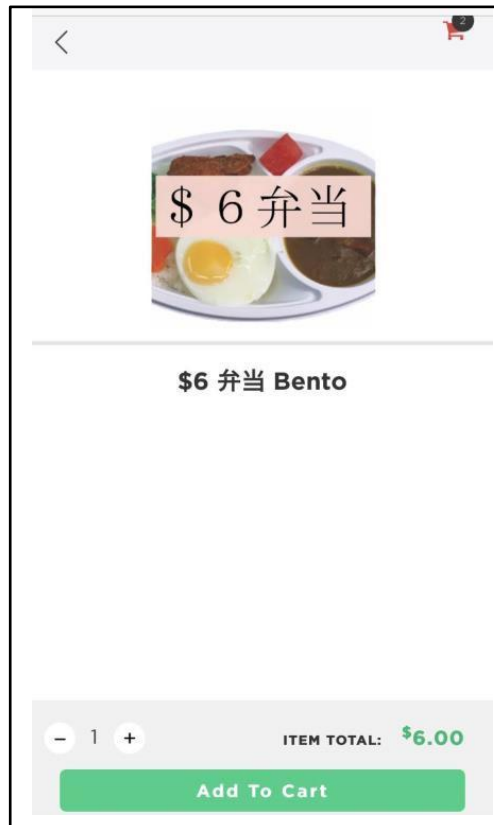 2
$ 6 弁当
$6 弁当 Bento
– 1 +
ITEM TOTAL: $6.00
Add To Cart